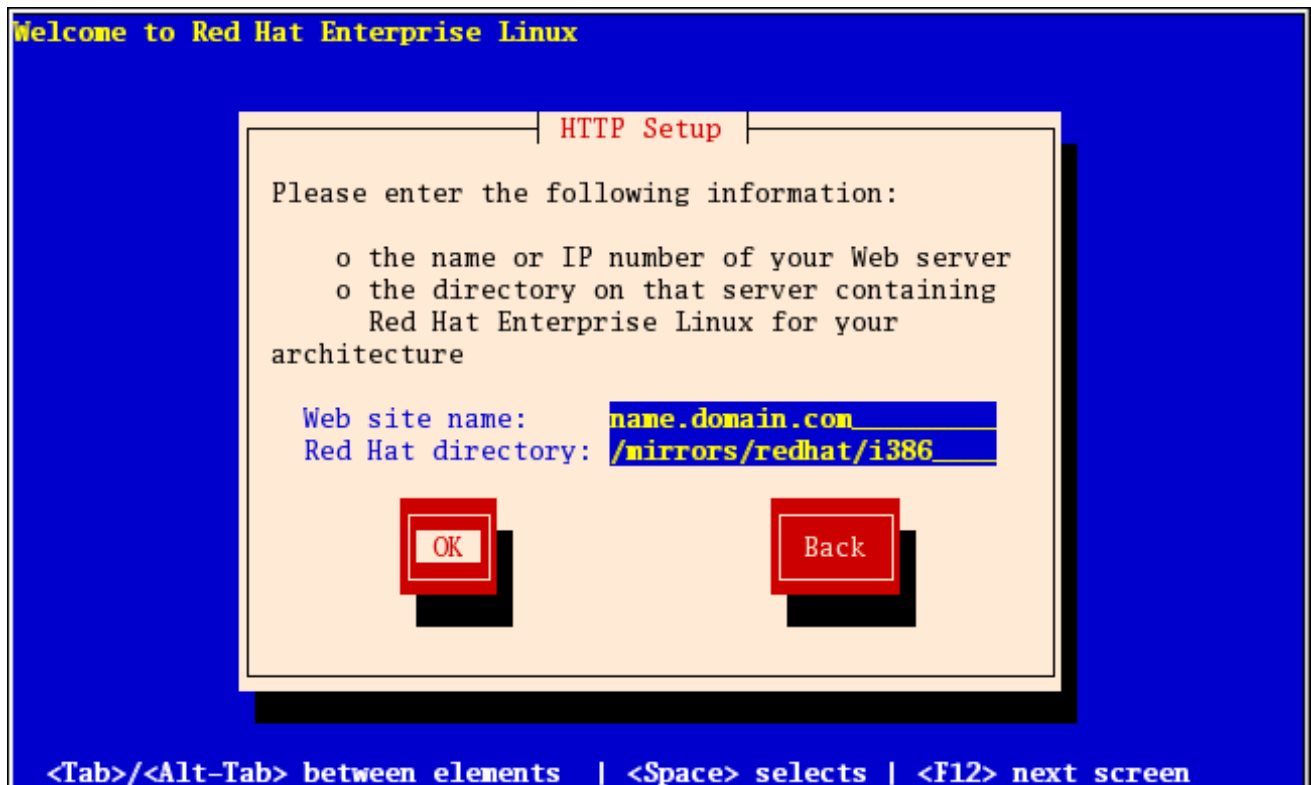 Welcome to Red Hat Enterprise Linux
HTTP Setup
Please enter the following information:
o the name or IP number of your Web server
o the directory on that server containing
Red Hat Enterprise Linux for your
architecture
Web site name: name.domain.com__________
Red Hat directory: /mirrors/redhat/i386____
OK Back
<Tab>/<Alt-Tab> between elements | <Space> selects | <F12> next screen